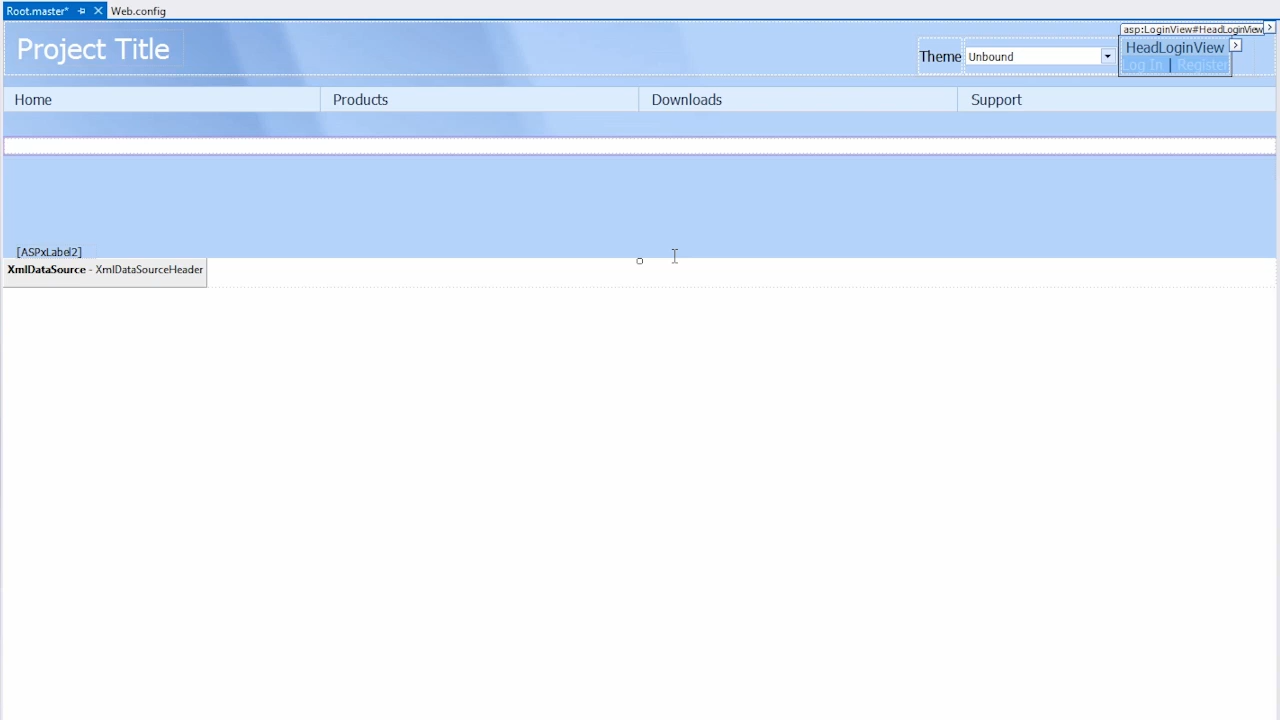 Root.master* Web.config
asp:LoginView#HeadLoginView
Project Title
HeadLoginView
Theme Unbound
Log In | Register
Home Products Downloads Support
[ASPxLabel2]
XmlDataSource - XmlDataSourceHeader